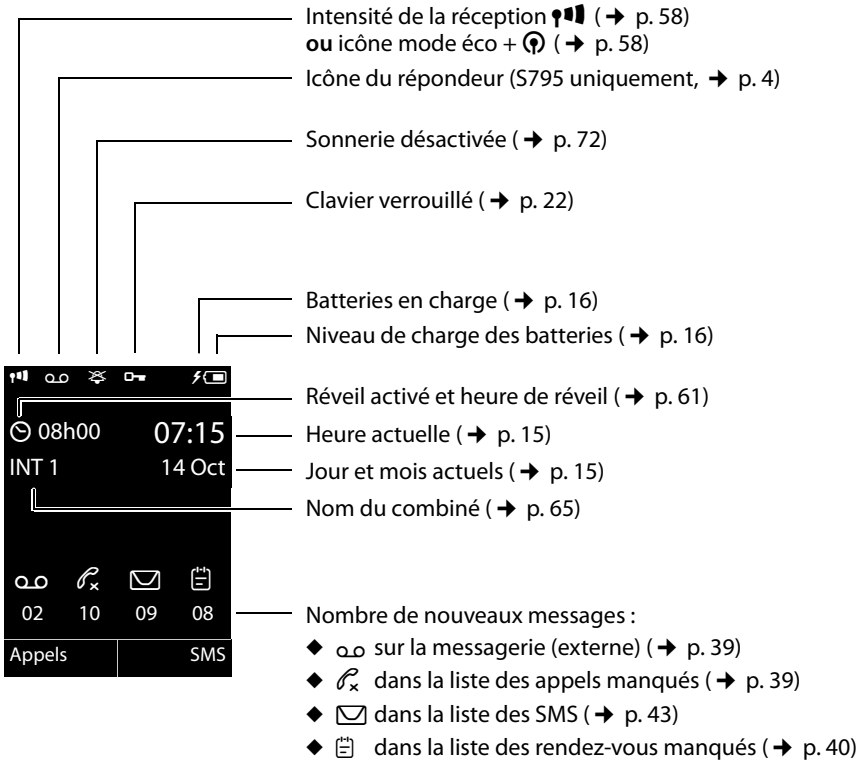 Intensité de la réception (➔ p. 58)
ou icône mode éco + (➔ p. 58)
Icône du répondeur (S795 uniquement, ➔ p. 4)
Sonnerie désactivée (➔ p. 72)
Clavier verrouillé (➔ p. 22)
Batteries en charge (➔ p. 16)
Niveau de charge des batteries (➔ p. 16)
Réveil activé et heure de réveil (➔ p. 61)
08h00 07:15
Heure actuelle (➔ p. 15)
INT 1 14 Oct
Jour et mois actuels (➔ p. 15)
Nom du combiné (➔ p. 65)
02 10 09 08
Appels SMS
Nombre de nouveaux messages :
◆ sur la messagerie (externe) (➔ p. 39)
◆ dans la liste des appels manqués (➔ p. 39)
◆ dans la liste des SMS (➔ p. 43)
◆ dans la liste des rendez-vous manqués (➔ p. 40)